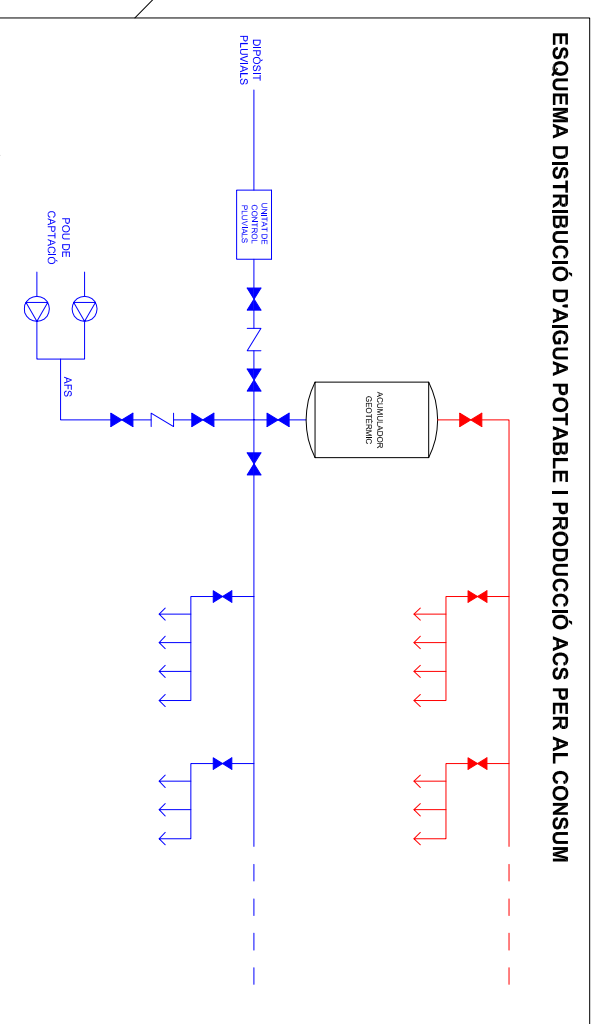 ESQUEMA DISTRIBUCIÓ D'AIGUA POTABLE I PRODUCCIÓ ACS PER AL CONSUM
DIPÒSIT
PLUVIALS
UNITAT DE
CONTROL
PLUVIALS
ACUMULADOR
GEOTÈRMIC
POU DE
CAPTACIÓ
AFS